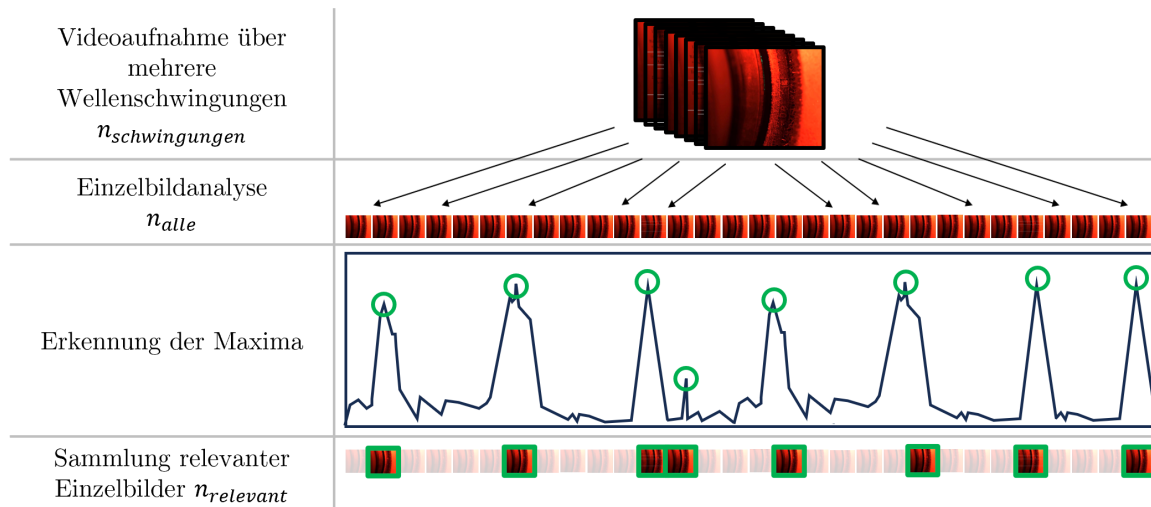 Videoaufnahme über
mehrere
Wellenschwingungen
n_schwingungen
Einzelbildanalyse
n_alle
Erkennung der Maxima
Sammlung relevanter
Einzelbilder n_relevant